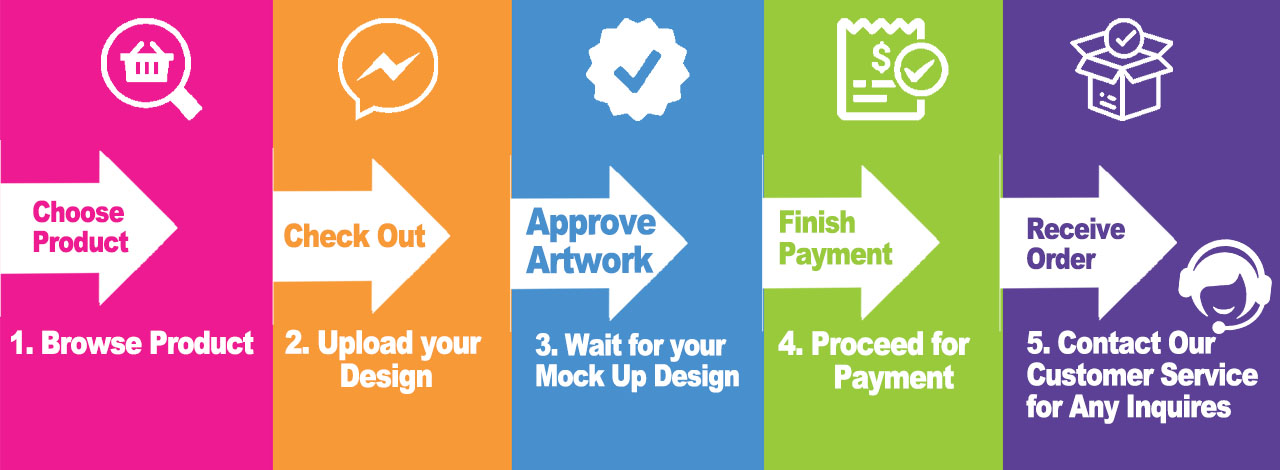 Choose
Product
1. Browse Product
Check Out
2. Upload your
Design
Approve
Artwork
3. Wait for your
Mock Up Design
$
Finish
Payment
4. Proceed for
Payment
Receive
Order
5. Contact Our
Customer Service
for Any Inquires